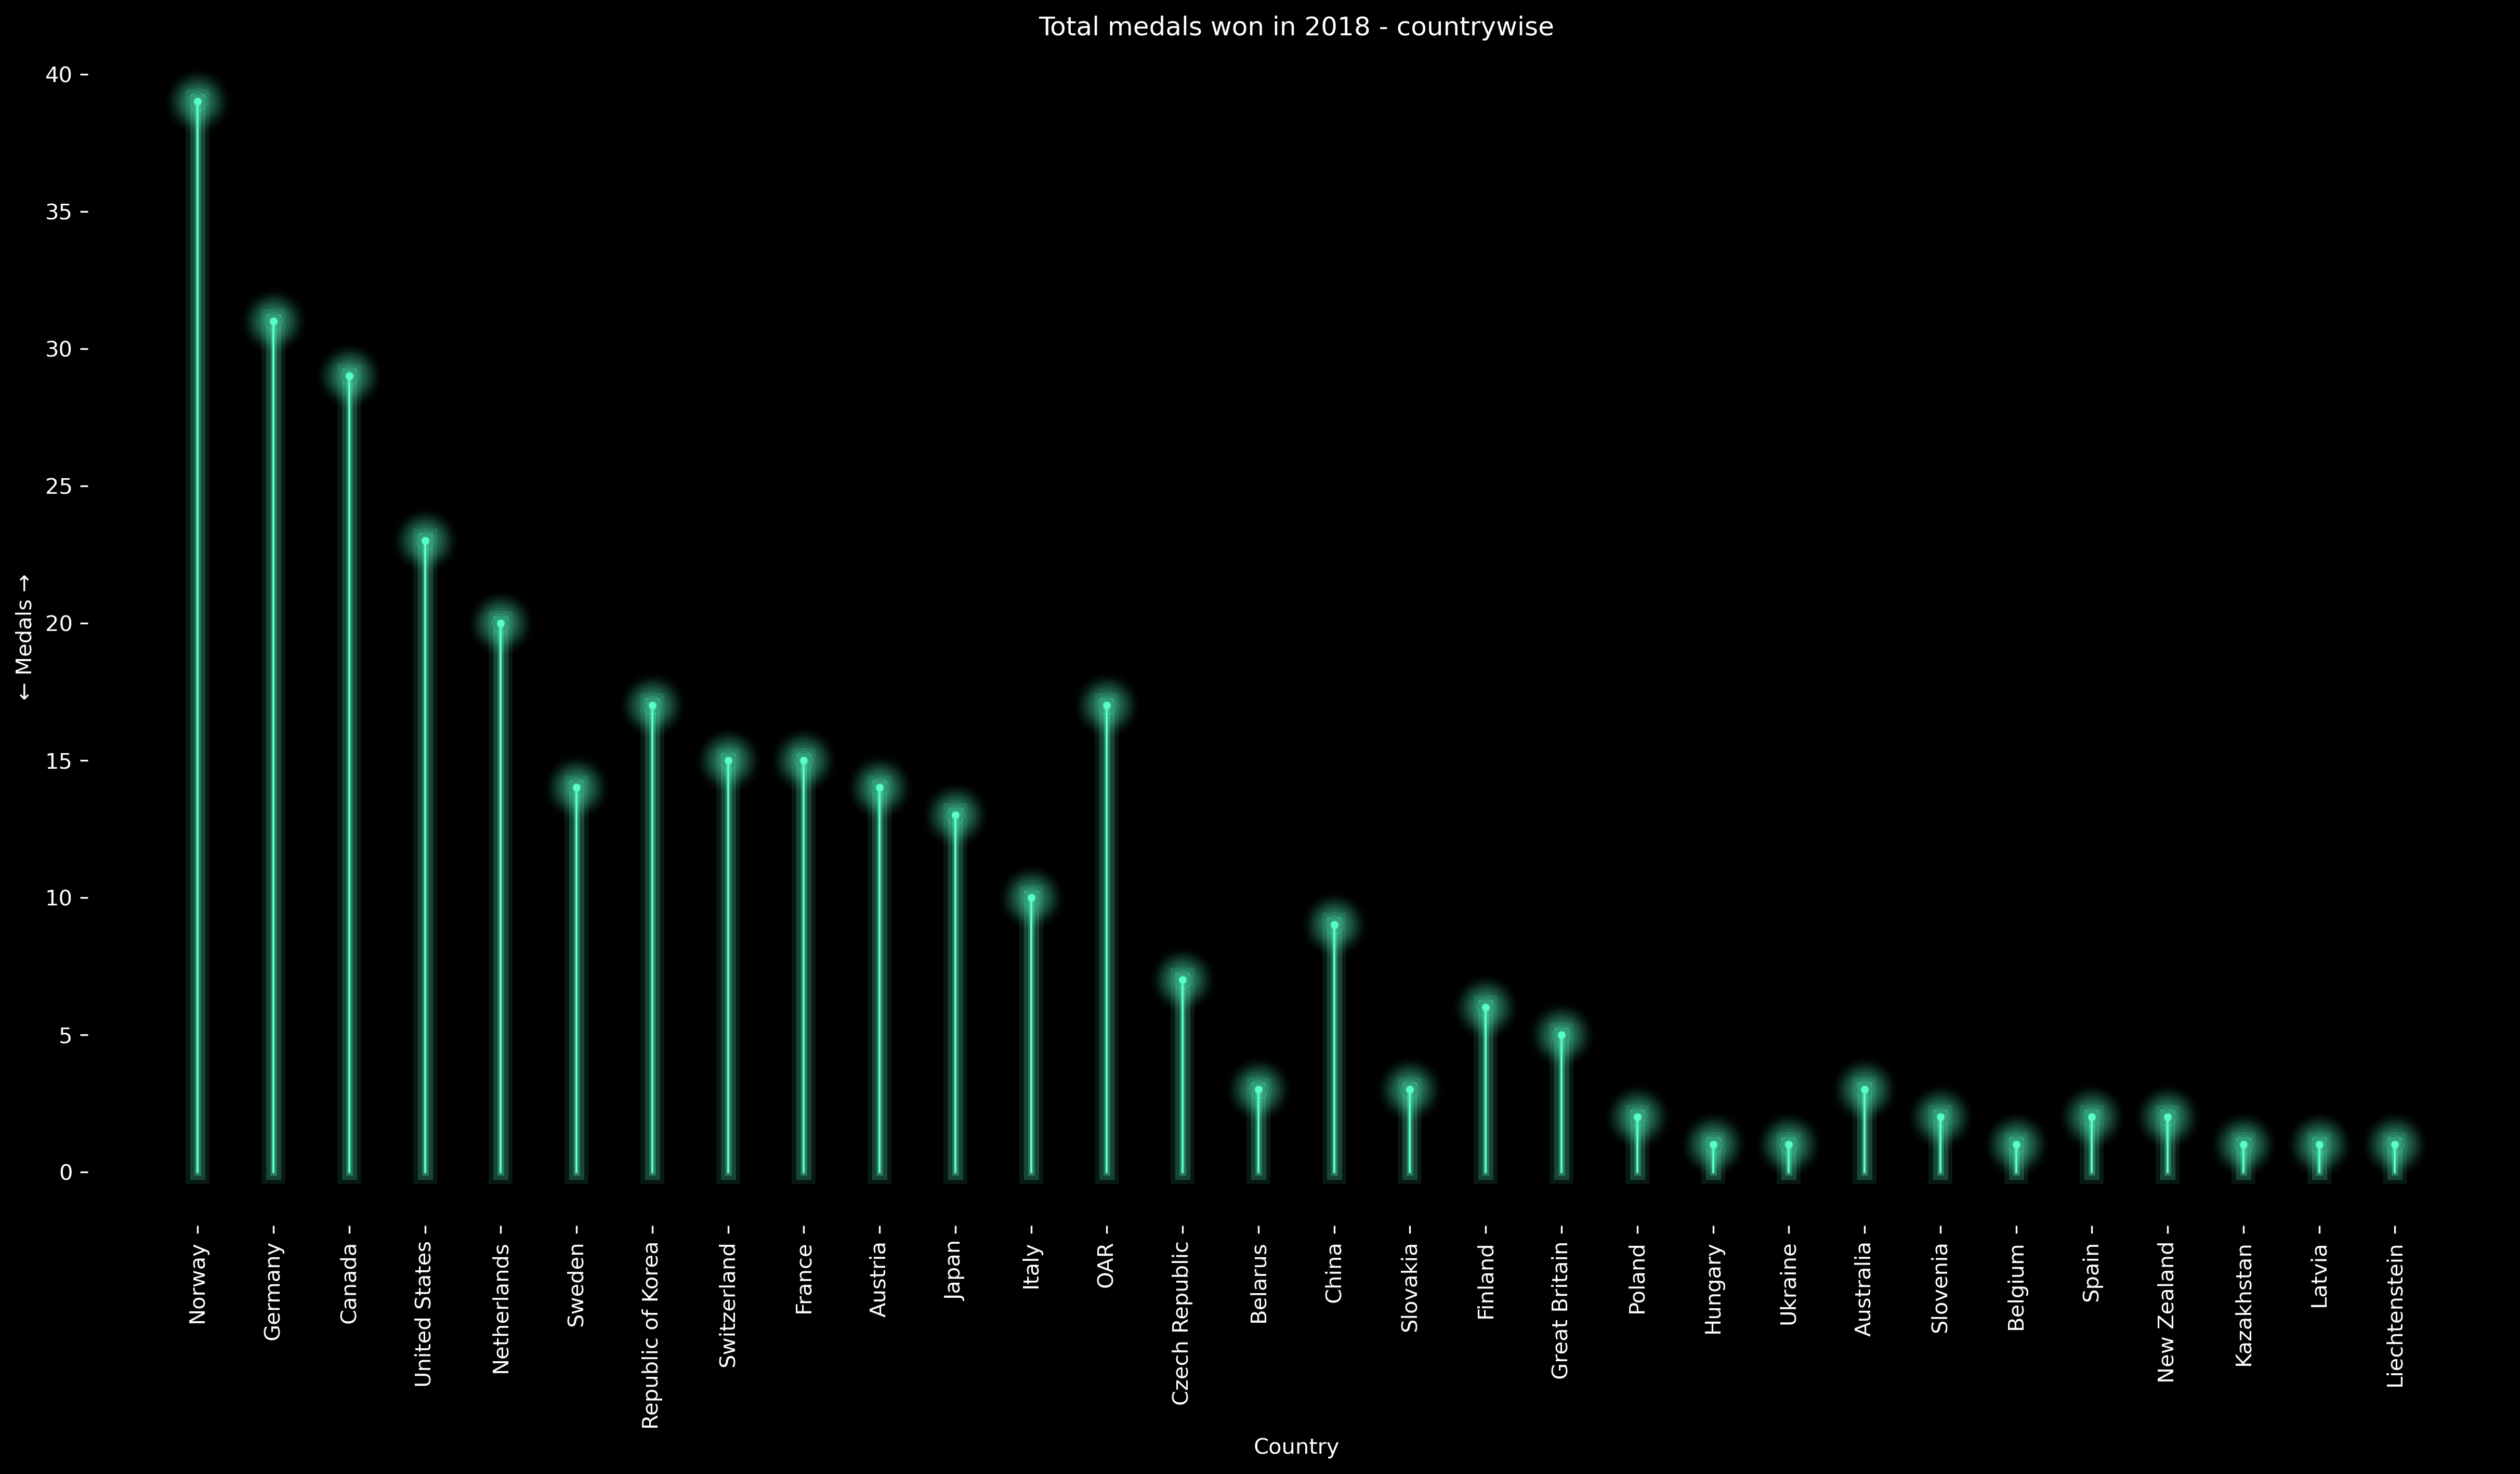 Total medals won in 2018 - countrywise
← Medals →
40
35
30
25
20
15
10
5
0
Norway
Germany
Canada
United States
Netherlands
Sweden
Republic of Korea
Switzerland
France
Austria
Japan
Italy
OAR
Czech Republic
Belarus
China
Slovakia
Finland
Great Britain
Poland
Hungary
Ukraine
Australia
Slovenia
Belgium
Spain
New Zealand
Kazakhstan
Latvia
Liechtenstein
Country